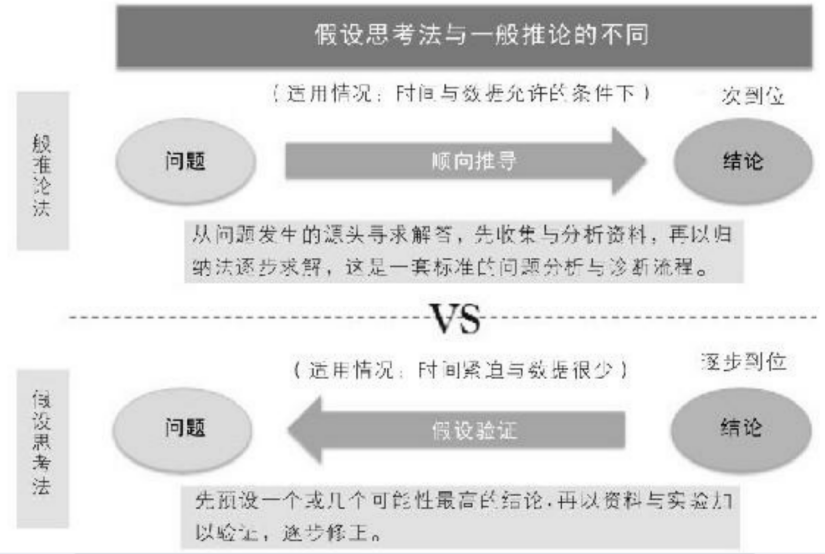 假设思考法与一般推论的不同
(适用情况：时间与数据允许的条件下)
一次到位
一般推论法
问题
顺向推导
结论
从问题发生的源头寻求解答，先收集与分析资料，再以归
纳法逐步求解，这是一套标准的问题分析与诊断流程。
VS
(适用情况：时间紧迫与数据很少)
逐步到位
假设思考法
问题
假设验证
结论
先预设一个或几个可能性最高的结论，再以资料与实验加
以验证，逐步修正。